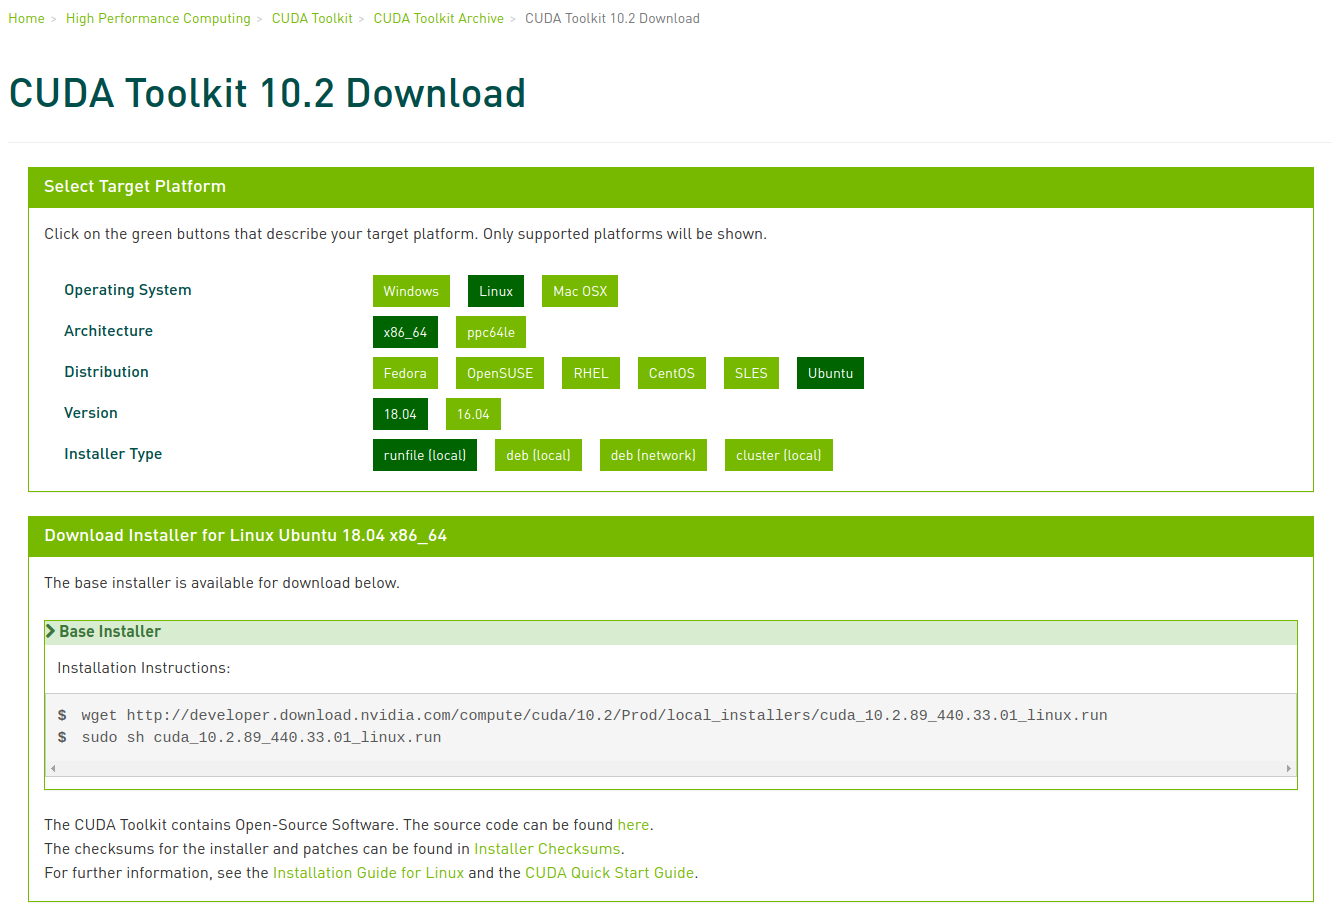 Home > High Performance Computing > CUDA Toolkit > CUDA Toolkit Archive > CUDA Toolkit 10.2 Download
CUDA Toolkit 10.2 Download
Select Target Platform
Click on the green buttons that describe your target platform. Only supported platforms will be shown.
Operating System Windows Linux Mac OSX
Architecture x86_64 ppc64le
Distribution Fedora OpenSUSE RHEL CentOS SLES Ubuntu
Version 18.04 16.04
Installer Type runfile (local) deb (local) deb (network) cluster (local)
Download Installer for Linux Ubuntu 18.04 x86_64
The base installer is available for download below.
Base Installer
Installation Instructions:
$ wget http://developer.download.nvidia.com/compute/cuda/10.2/Prod/local_installers/cuda_10.2.89_440.33.01_linux.run
$ sudo sh cuda_10.2.89_440.33.01_linux.run
The CUDA Toolkit contains Open-Source Software. The source code can be found here.
The checksums for the installer and patches can be found in Installer Checksums.
For further information, see the Installation Guide for Linux and the CUDA Quick Start Guide.